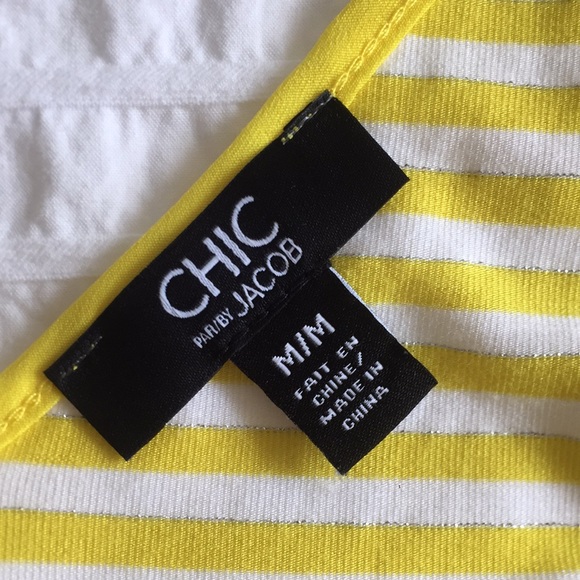 CHIC
PAR/BY JACOB
M/M
FAIT EN
CHINE/
MADE IN
CHINA